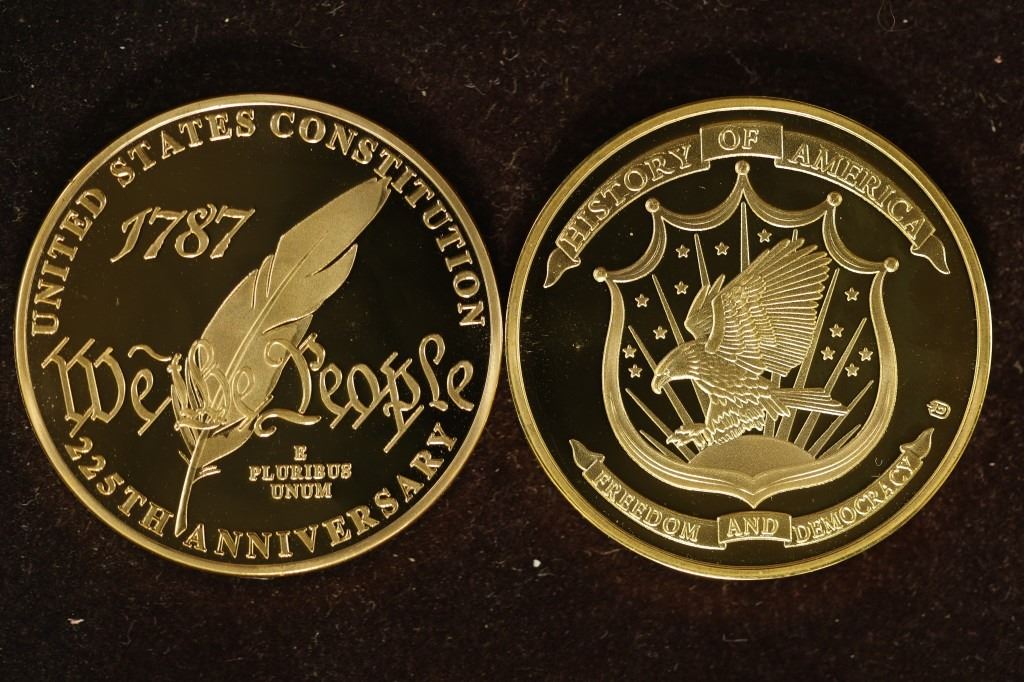 UNITED STATES CONSTITUTION
1787
We the People
E
PLURIBUS
UNUM
225TH ANNIVERSARY
HISTORY OF AMERICA
FREEDOM AND DEMOCRACY